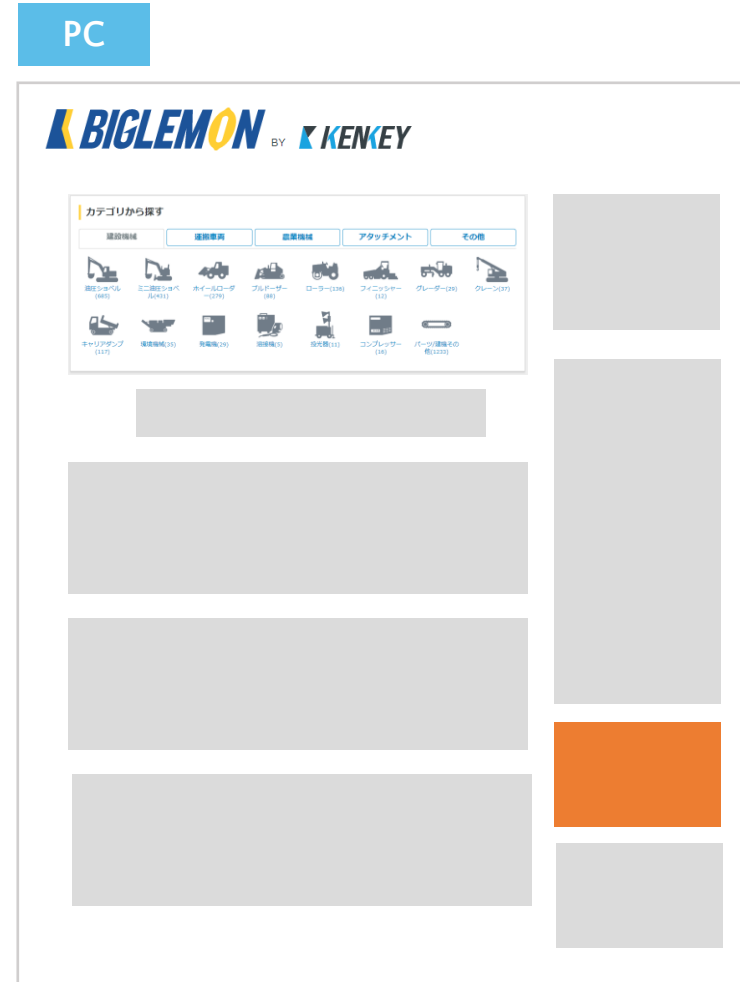 PC
BIGLEMON BY KENKEY
カテゴリから探す
建設機械 運搬車両 農業機械 アタッチメント その他
油圧ショベル ミニ油圧ショベ ホイールローダ ブルドーザー ローラー(136) フィニッシャー グレーダー(29) クレーン(37)
(685) ル(431) ー(279) (88) (12)
キャリアダンプ 環境機械(35) 発電機(29) 溶接機(5) 投光器(11) コンプレッサー パーツ/建機その
(117) (16) 他(1232)